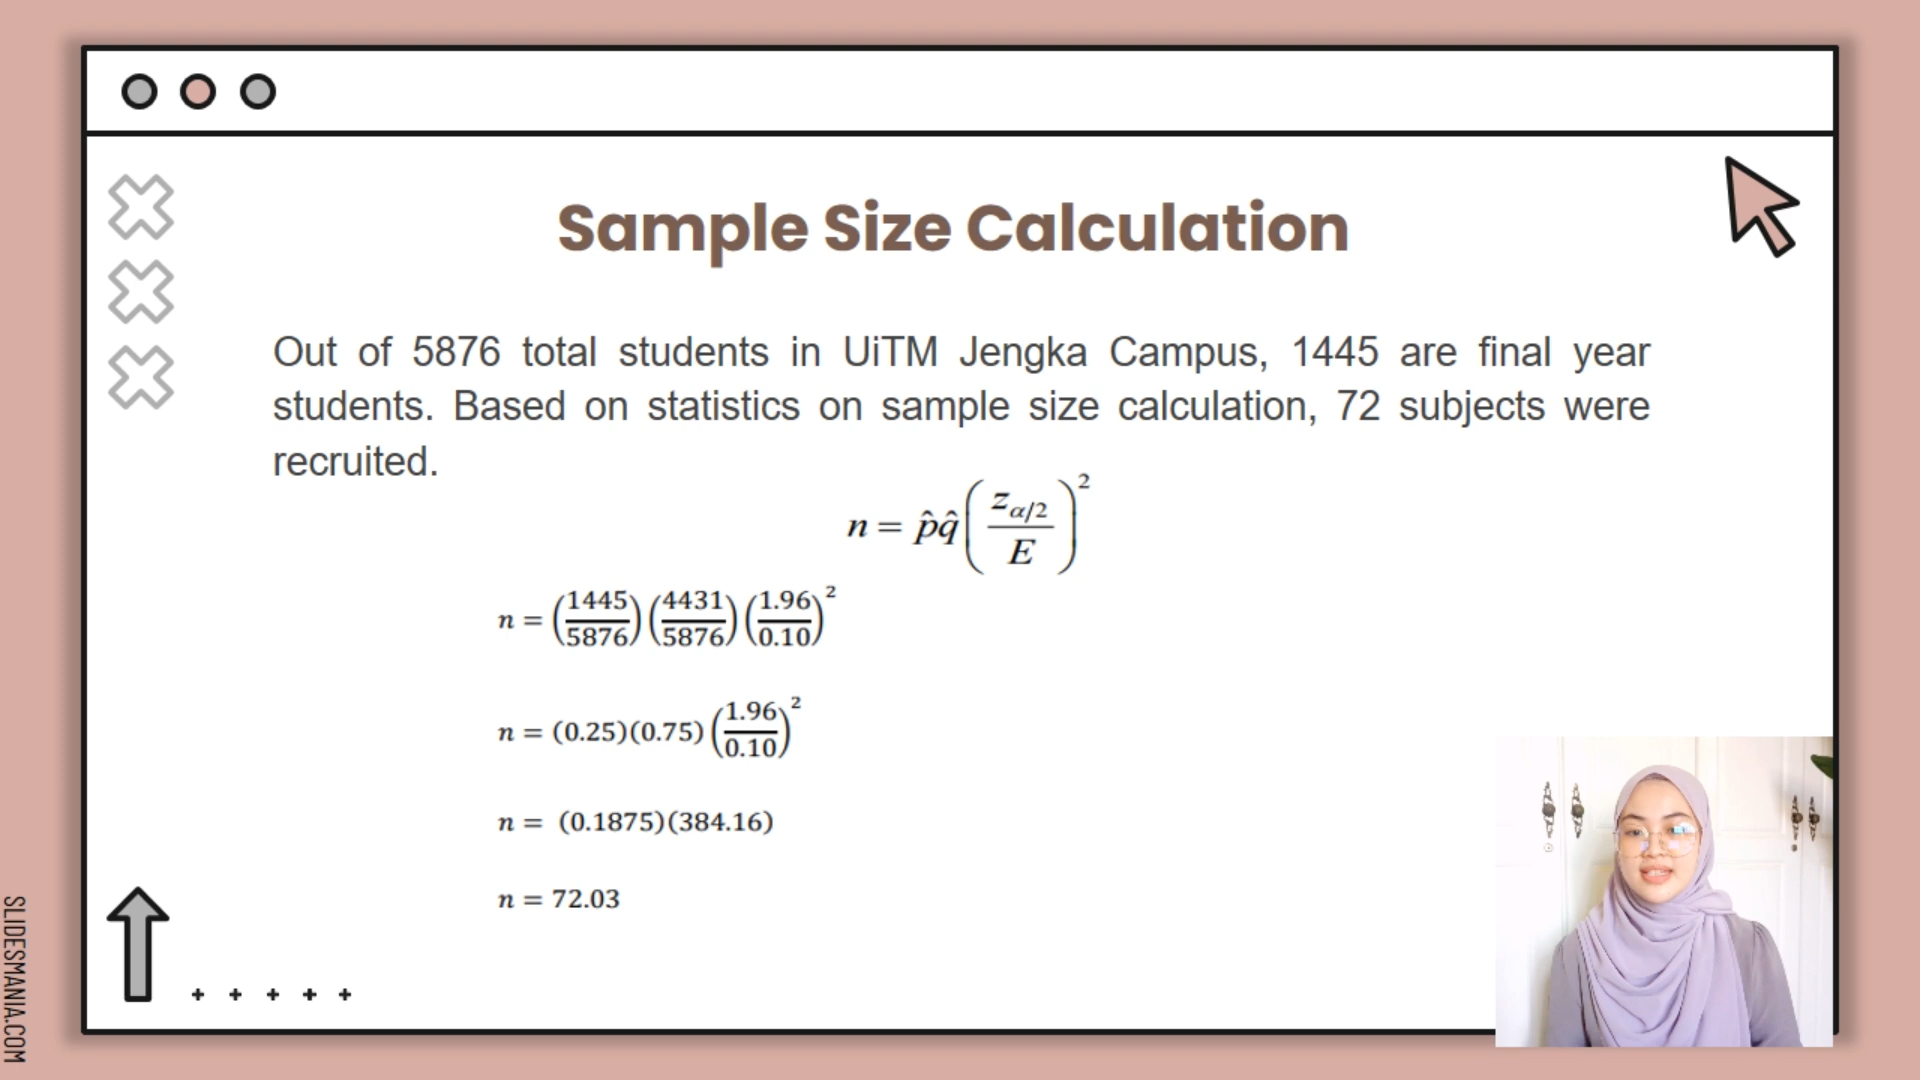 Sample Size Calculation
Out of 5876 total students in UiTM Jengka Campus, 1445 are final year
students. Based on statistics on sample size calculation, 72 subjects were
recruited.
n = p̂q̂(z_{α/2}/E)²
n = (1445/5876)(4431/5876)(1.96/0.10)²
n = (0.25)(0.75)(1.96/0.10)²
n = (0.1875)(384.16)
n = 72.03
SLIDESMANIA.COM